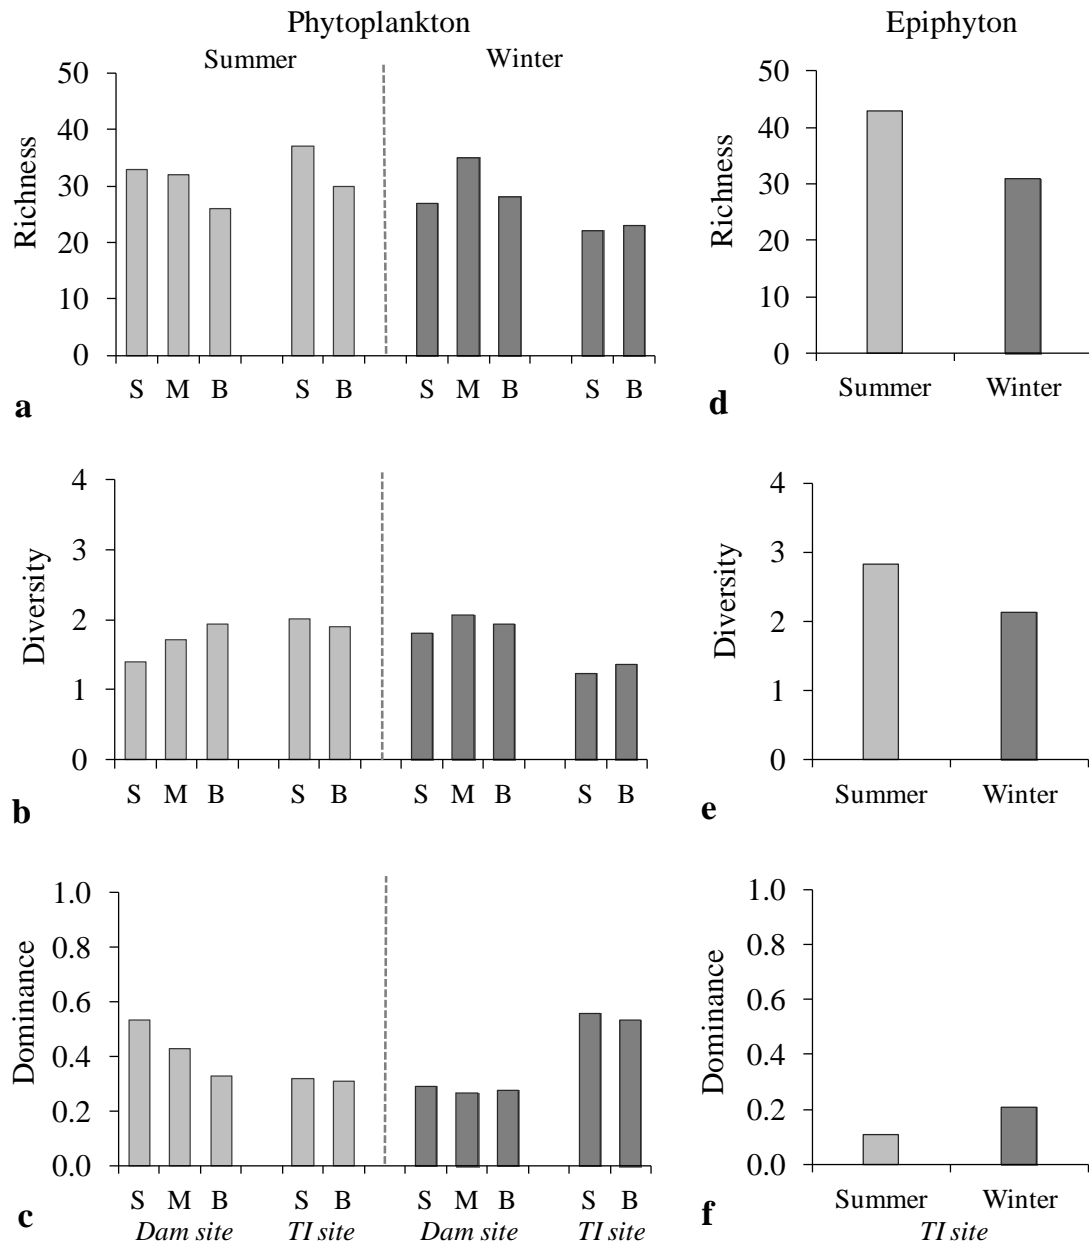 Phytoplankton
Epiphyton
Summer Winter
Richness
50
40
30
20
10
0
S M B S B S M B S B
a
Richness
50
40
30
20
10
0
Summer Winter
d
Diversity
4
3
2
1
0
S M B S B S M B S B
b
Diversity
4
3
2
1
0
Summer Winter
e
Dominance
1.0
0.8
0.6
0.4
0.2
0.0
S M B S B S M B S B
c
Dam site TI site Dam site TI site
Dominance
1.0
0.8
0.6
0.4
0.2
0.0
Summer Winter
f
TI site